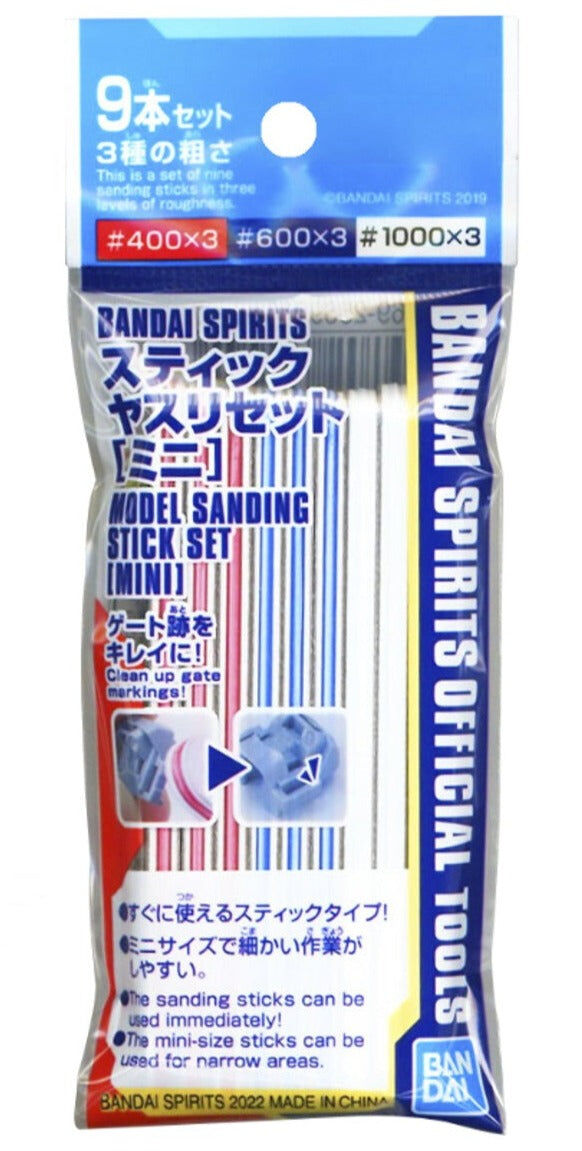 9本セット
3種の粗さ
This is a set of nine
sanding sticks in three
levels of roughness.
©BANDAI SPIRITS 2019
#400×3 #600×3 #1000×3
BANDAI SPIRITS
スティック
ヤスリセット
[ミニ]
MODEL SANDING
STICK SET
[MINI]
ゲート跡を
キレイに!
Clean up gate
markings!
BANDAI SPIRITS OFFICIAL TOOLS
●すぐに使えるスティックタイプ!
●ミニサイズで細かい作業が
しやすい。
●The sanding sticks can be
used immediately!
●The mini-size sticks can be
used for narrow areas.
BAN
DAI
BANDAI SPIRITS 2022 MADE IN CHINA